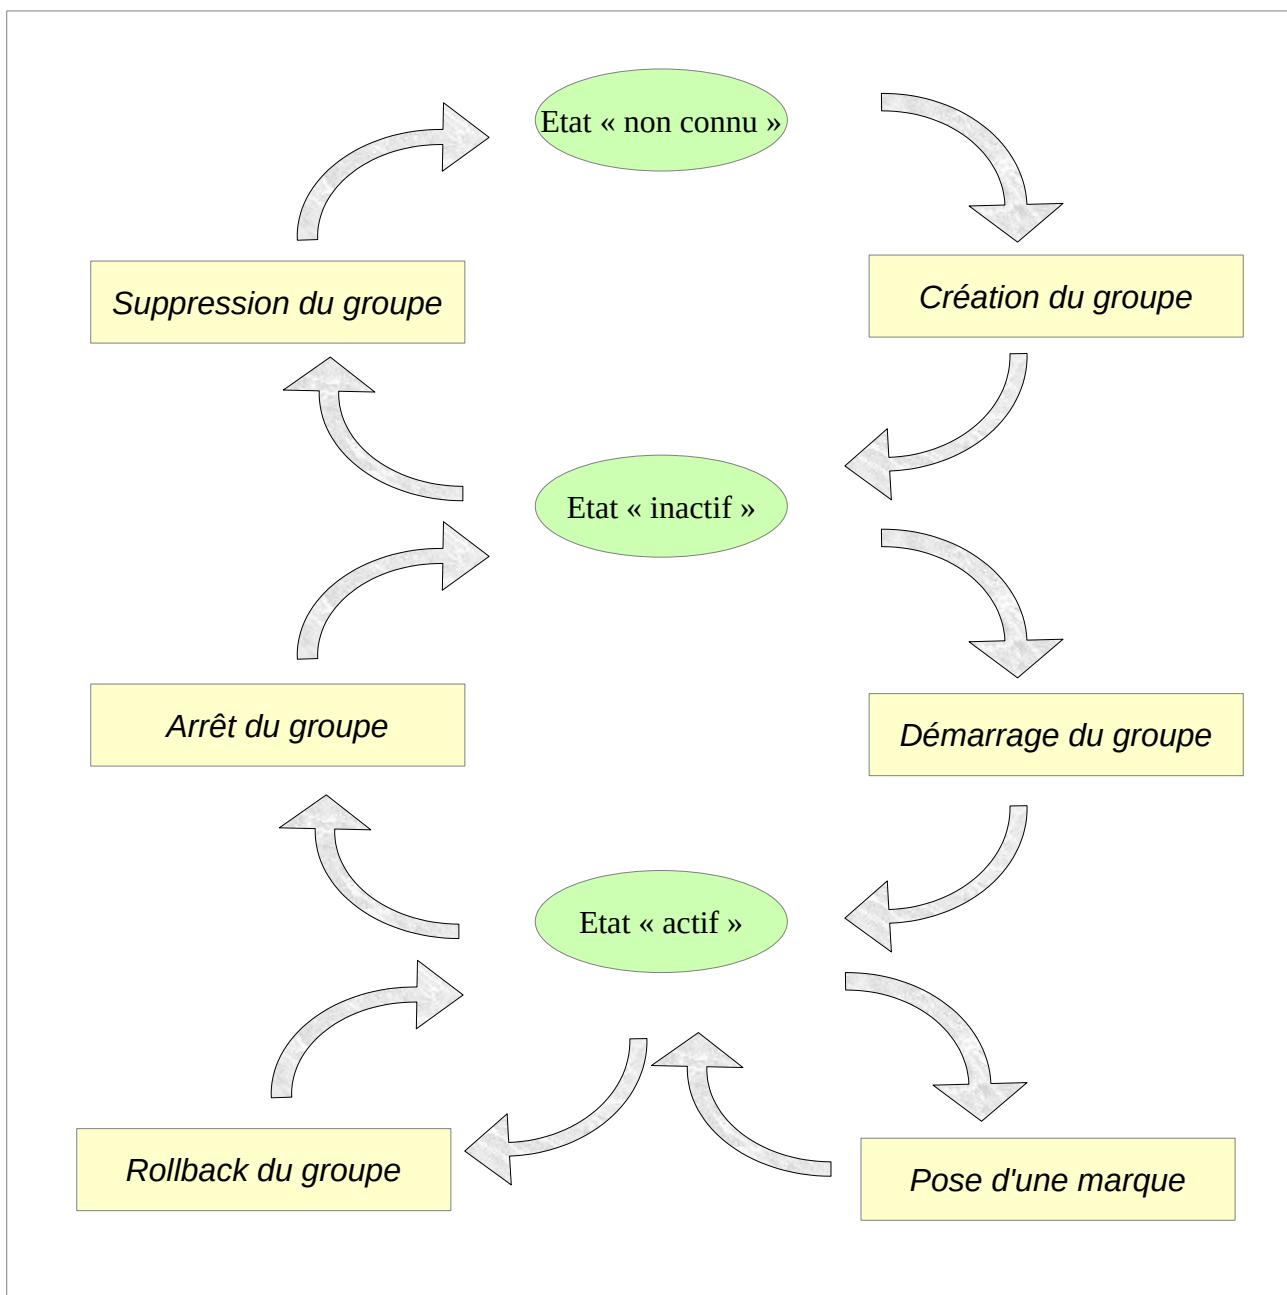 Etat « non connu »
Suppression du groupe
Création du groupe
Etat « inactif »
Arrêt du groupe
Démarrage du groupe
Etat « actif »
Rollback du groupe
Pose d'une marque